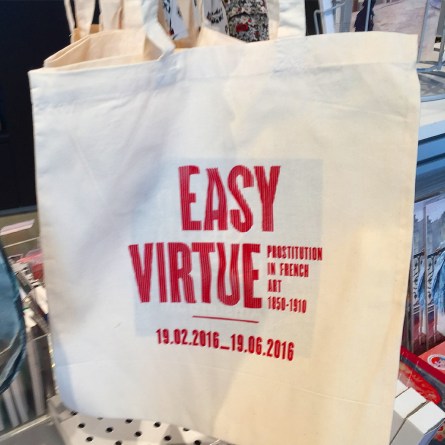 EASY
VIRTUE
PROSTITUTION
IN FRENCH
ART
1850-1910
19.02.2016_19.06.2016